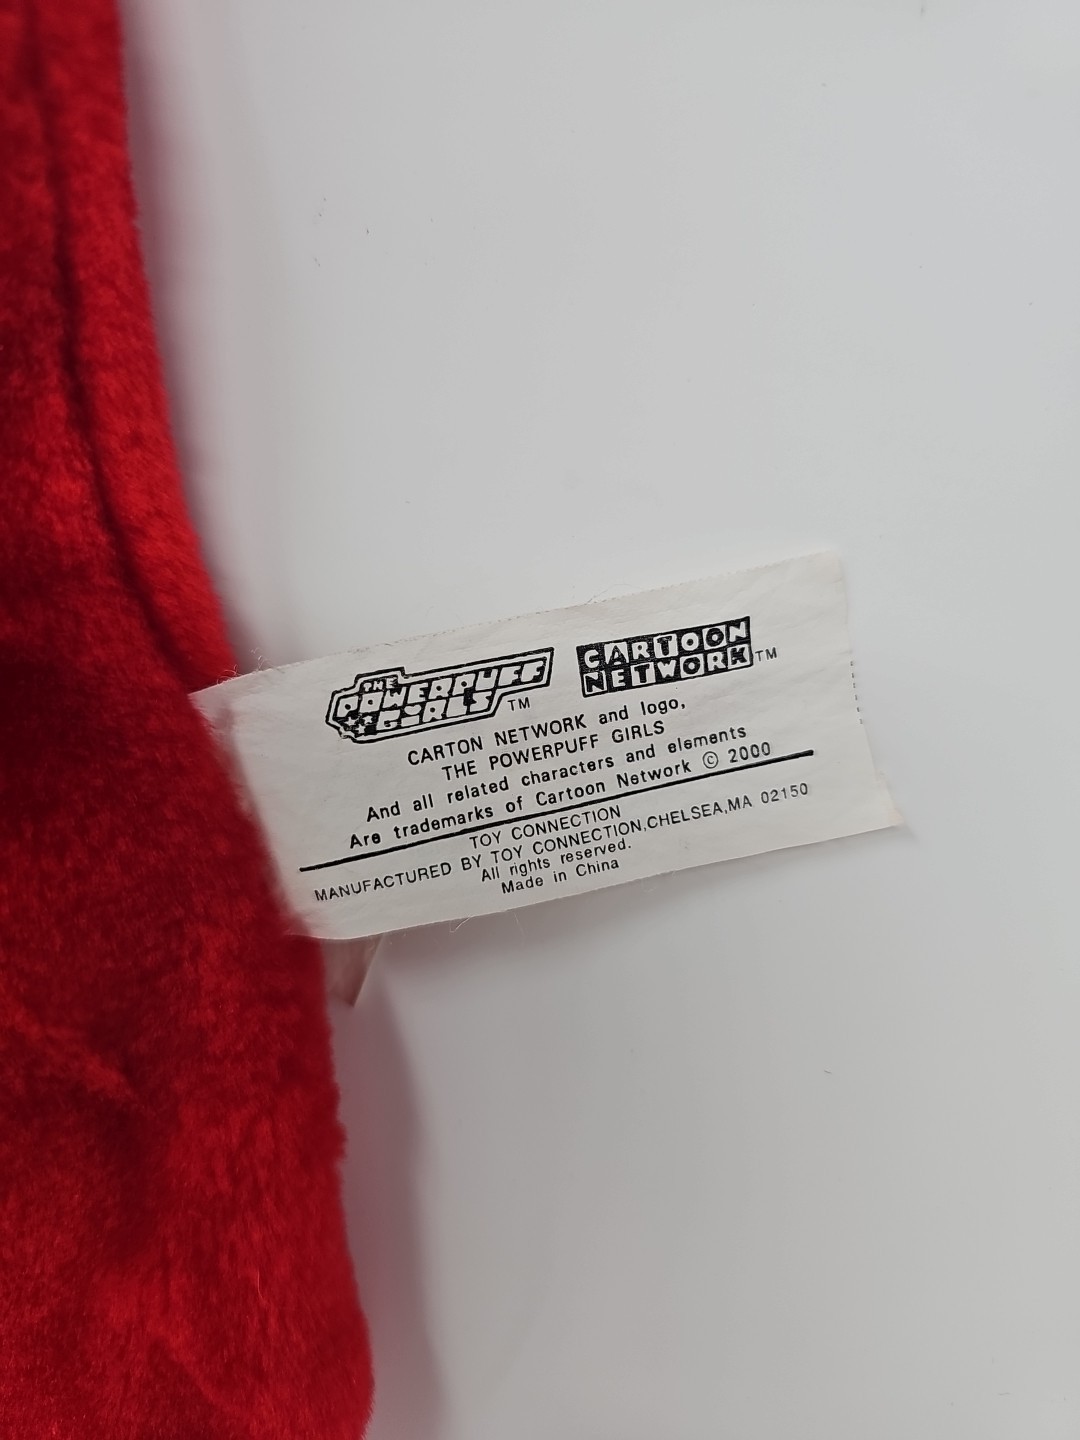 THE
POWERPUFF
GIRLS TM
CARTOON
NETWORK TM
CARTON NETWORK and logo,
THE POWERPUFF GIRLS
And all related characters and elements
Are trademarks of Cartoon Network © 2000
TOY CONNECTION
MANUFACTURED BY TOY CONNECTION,CHELSEA,MA 02150
All rights reserved.
Made in China